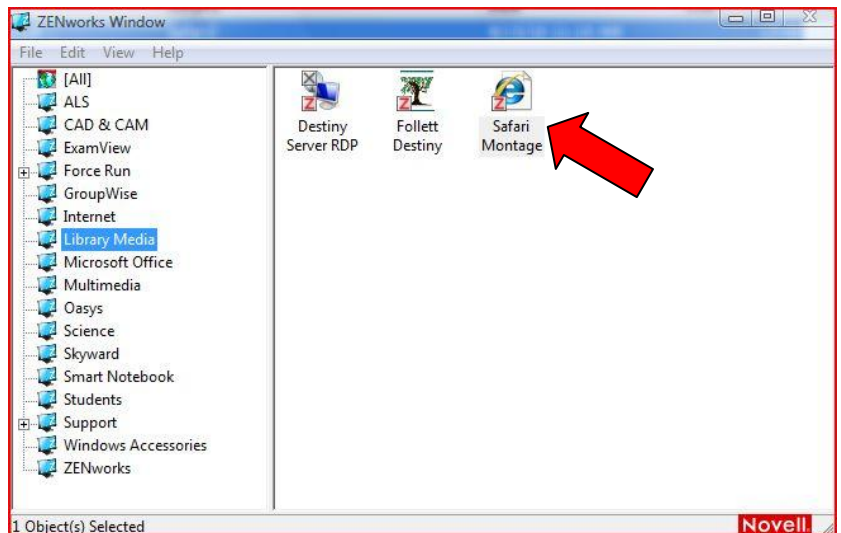 ZENworks Window
File Edit View Help
[All]
ALS
CAD & CAM
ExamView
Force Run
GroupWise
Internet
Library Media
Microsoft Office
Multimedia
Oasys
Science
Skyward
Smart Notebook
Students
Support
Windows Accessories
ZENworks
Destiny
Server RDP
Follett
Destiny
Safari
Montage
1 Object(s) Selected
Novell.